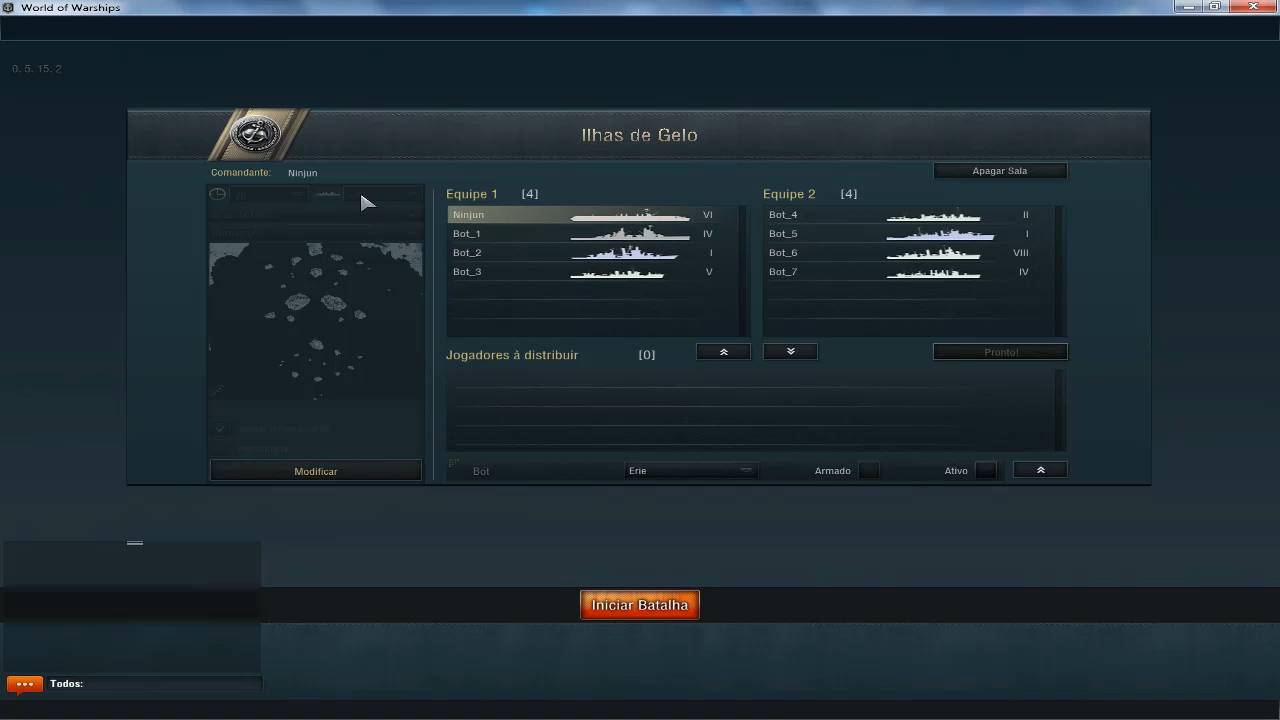 World of Warships
0. 5. 15. 2
Ilhas de Gelo
Comandante: Ninjun
Apagar Sala
Equipe 1 [4]
Ninjun VI
Bot_1 IV
Bot_2 I
Bot_3 V
Equipe 2 [4]
Bot_4 II
Bot_5 I
Bot_6 VIII
Bot_7 IV
Jogadores à distribuir [0]
Pronto!
Modificar
Bot
Erie
Armado
Ativo
Iniciar Batalha
Todos: